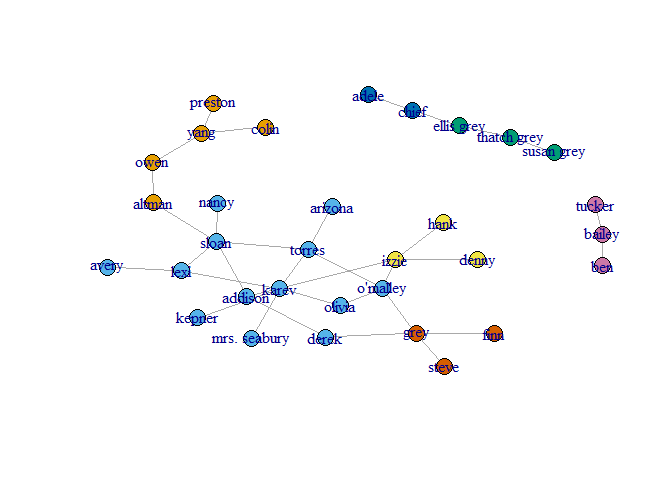 adele
preston
chief
ellis grey
colin
yang
thatch grey
susan grey
owen
nancy
altman
arizona
tucker
hank
bailey
sloan
torres
avery
lexi
izzie
denny
ben
karev
o'malley
addison
olivia
kepner
mrs. seabury
derek
grey
finn
steve